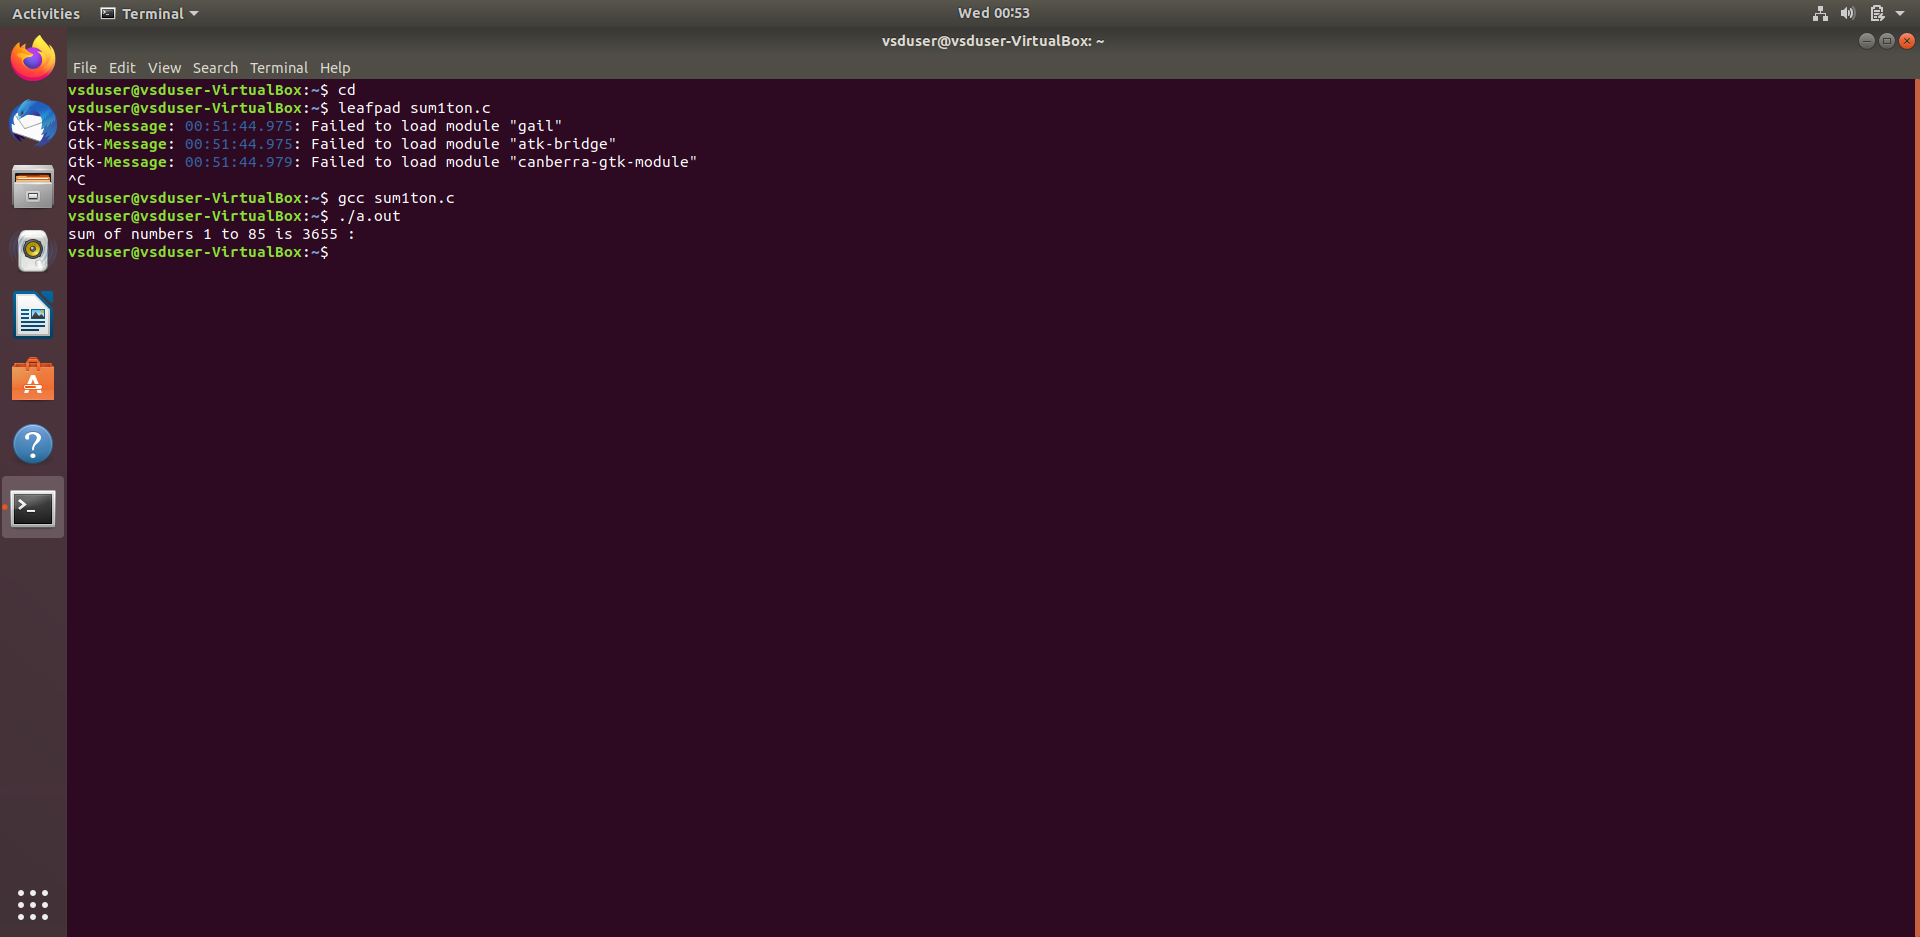 Activities Terminal Wed 00:53
vsduser@vsduser-VirtualBox: ~
File Edit View Search Terminal Help
vsduser@vsduser-VirtualBox:~$ cd
vsduser@vsduser-VirtualBox:~$ leafpad sum1ton.c
Gtk-Message: 00:51:44.975: Failed to load module "gail"
Gtk-Message: 00:51:44.975: Failed to load module "atk-bridge"
Gtk-Message: 00:51:44.979: Failed to load module "canberra-gtk-module"
^C
vsduser@vsduser-VirtualBox:~$ gcc sum1ton.c
vsduser@vsduser-VirtualBox:~$ ./a.out
sum of numbers 1 to 85 is 3655 :
vsduser@vsduser-VirtualBox:~$